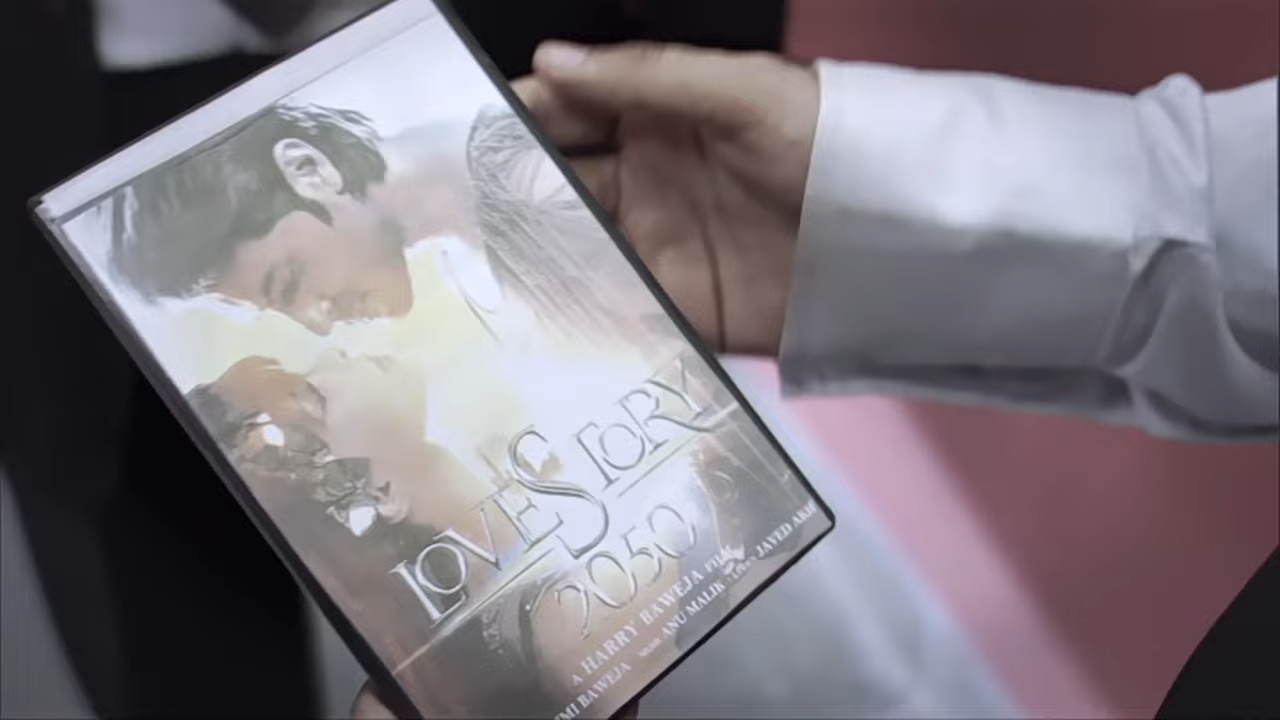 LOVE STORY
2050
A HARRY BAWEJA FILM
ANU MALIK JAVED
BAWEJA